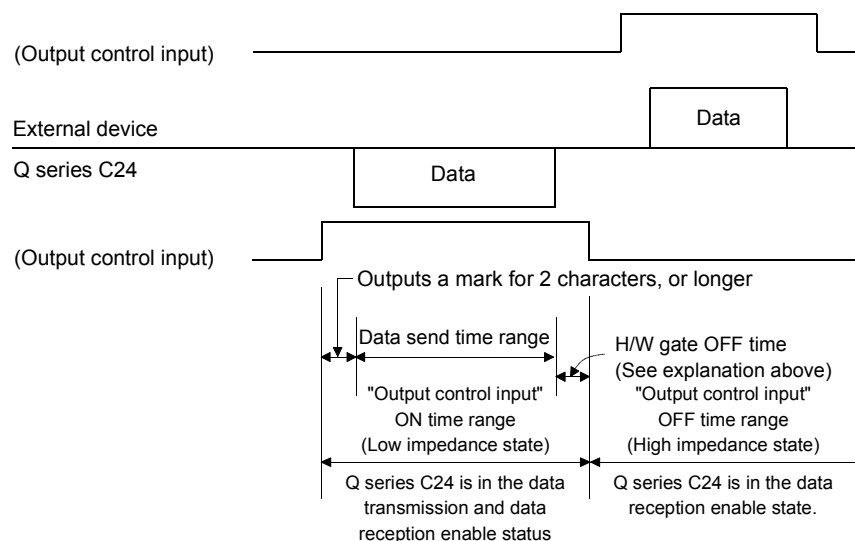 (Output control input)
Data
External device
Q series C24
Data
(Output control input)
Outputs a mark for 2 characters, or longer
Data send time range
H/W gate OFF time
(See explanation above)
"Output control input"
ON time range
(Low impedance state)
"Output control input"
OFF time range
(High impedance state)
Q series C24 is in the data
transmission and data
reception enable status
Q series C24 is in the data
reception enable state.